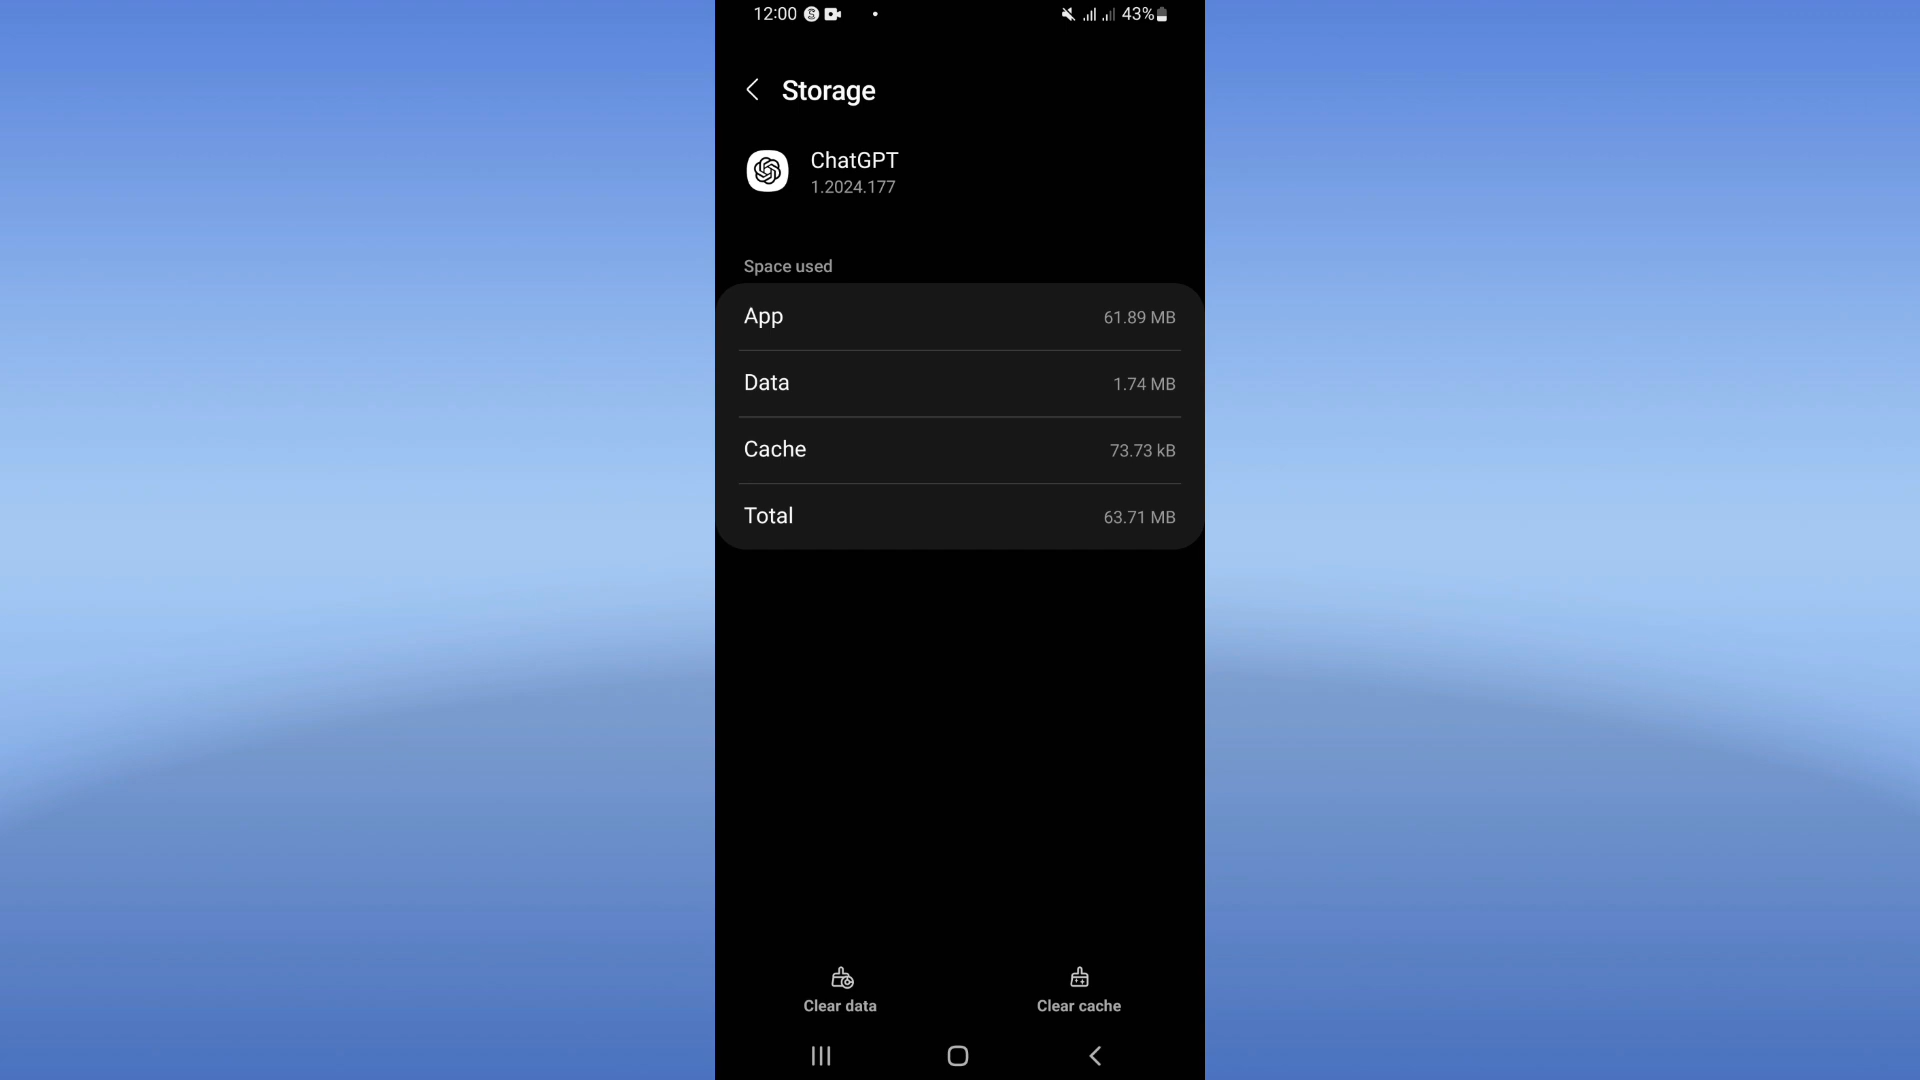 12:00 43%
Storage
ChatGPT
1.2024.177
Space used
App 61.89 MB
Data 1.74 MB
Cache 73.73 kB
Total 63.71 MB
Clear data Clear cache